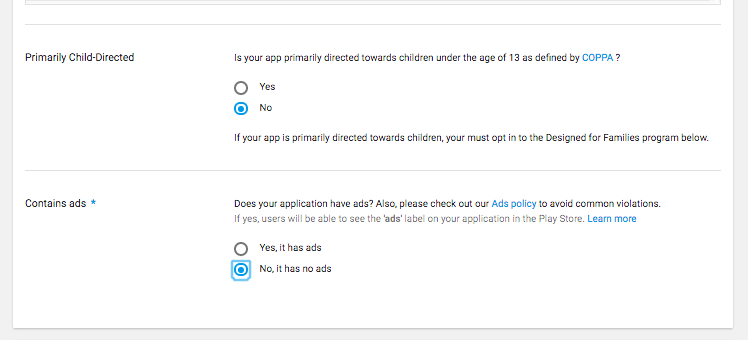 Primarily Child-Directed
Is your app primarily directed towards children under the age of 13 as defined by COPPA ?
Yes
No
If your app is primarily directed towards children, your must opt in to the Designed for Families program below.
Contains ads *
Does your application have ads? Also, please check out our Ads policy to avoid common violations.
If yes, users will be able to see the 'ads' label on your application in the Play Store. Learn more
Yes, it has ads
No, it has no ads